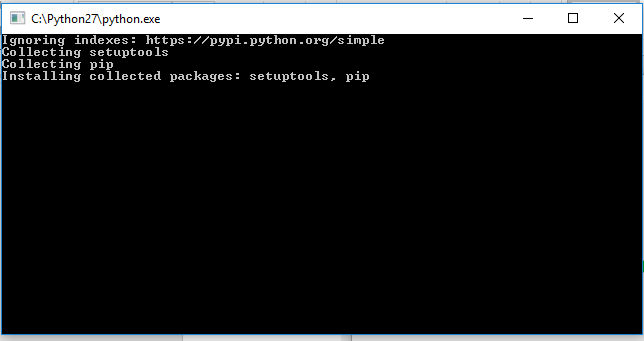 C:\Python27\python.exe
Ignoring indexes: https://pypi.python.org/simple
Collecting setuptools
Collecting pip
Installing collected packages: setuptools, pip